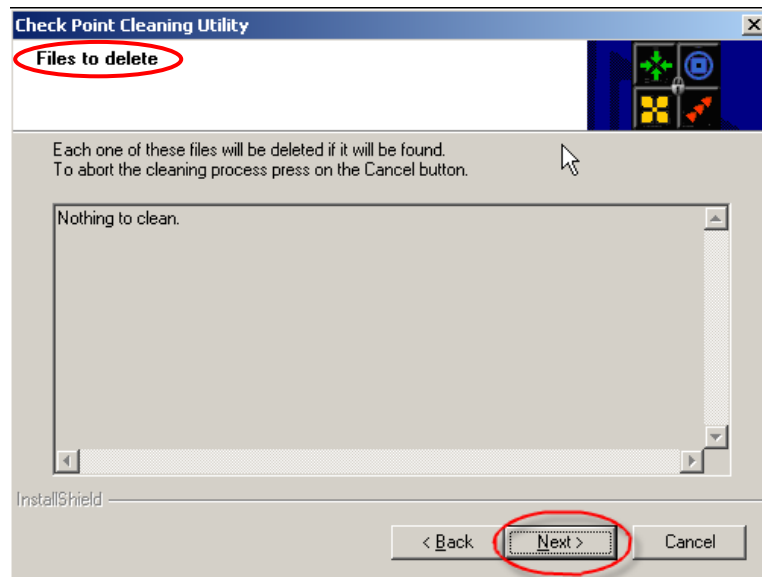 Check Point Cleaning Utility
Files to delete
Each one of these files will be deleted if it will be found.
To abort the cleaning process press on the Cancel button.
Nothing to clean.
InstallShield
< Back Next > Cancel